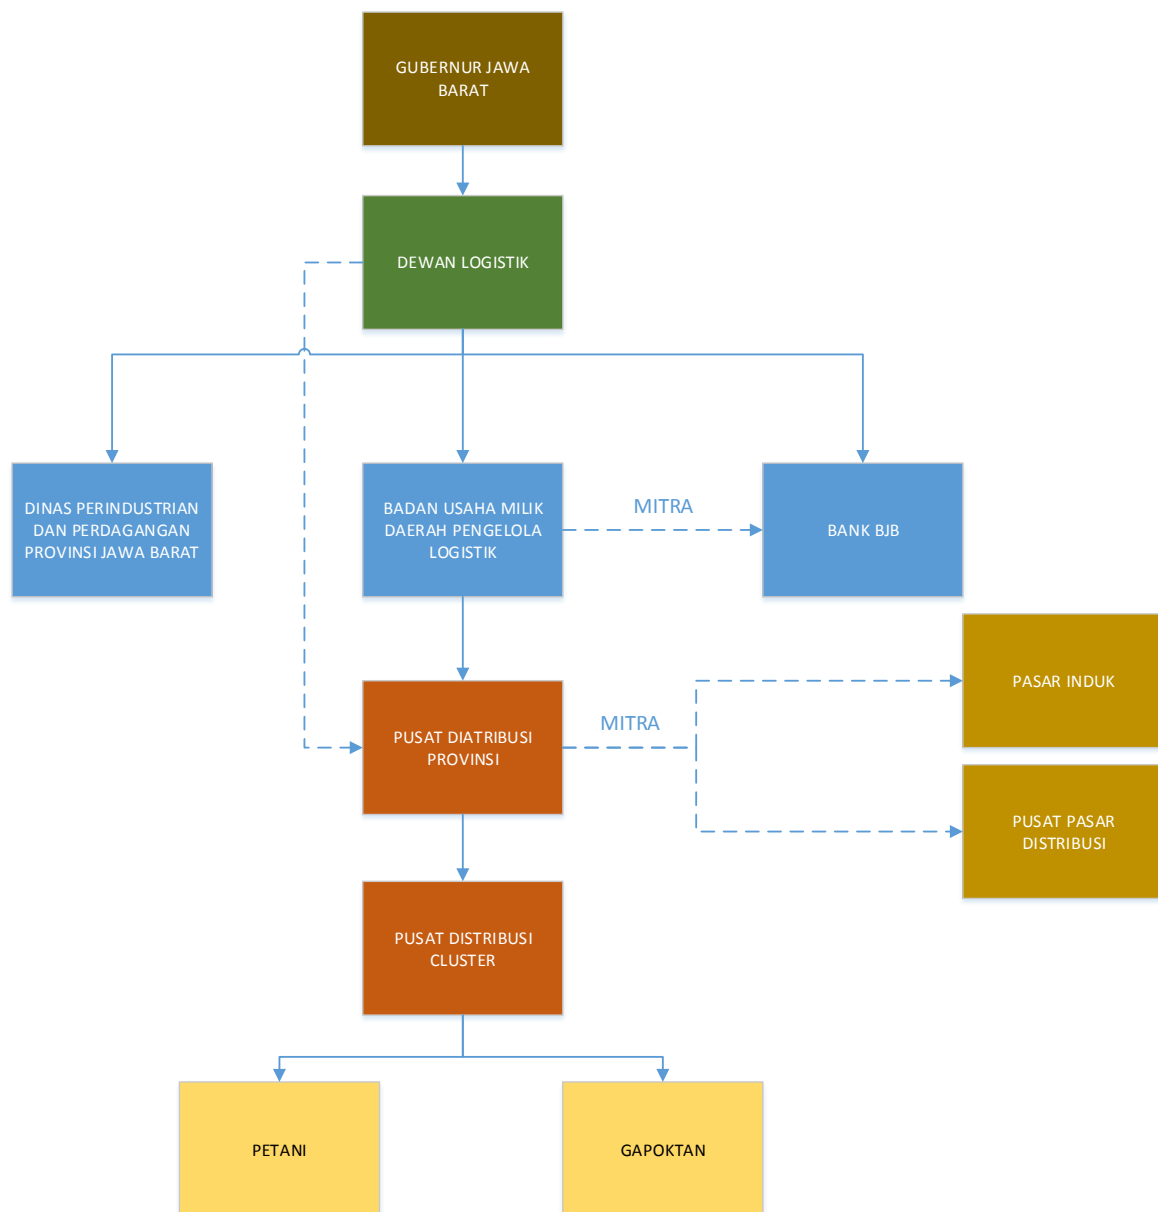 GUBERNUR JAWA
BARAT
DEWAN LOGISTIK
DINAS PERINDUSTRIAN
DAN PERDAGANGAN
PROVINSI JAWA BARAT
BADAN USAHA MILIK
DAERAH PENGELOLA
LOGISTIK
MITRA
BANK BJB
PUSAT DIATRIBUSI
PROVINSI
MITRA
PASAR INDUK
PUSAT PASAR
DISTRIBUSI
PUSAT DISTRIBUSI
CLUSTER
PETANI
GAPOKTAN